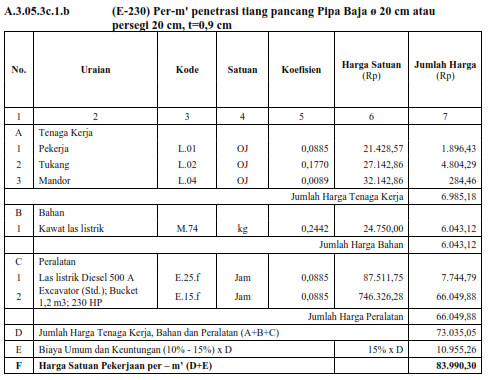 A.3.05.3c.1.b (E-230) Per-m' penetrasi tiang pancang Pipa Baja ø 20 cm atau
persegi 20 cm, t=0,9 cm
No. Uraian Kode Satuan Koefisien Harga Satuan (Rp) Jumlah Harga (Rp)
1 2 3 4 5 6 7
A Tenaga Kerja
1 Pekerja L.01 OJ 0,0885 21.428,57 1.896,43
2 Tukang L.02 OJ 0,1770 27.142,86 4.804,29
3 Mandor L.04 OJ 0,0089 32.142,86 284,46
Jumlah Harga Tenaga Kerja 6.985,18
B Bahan
1 Kawat las listrik M.74 kg 0,2442 24.750,00 6.043,12
Jumlah Harga Bahan 6.043,12
C Peralatan
1 Las listrik Diesel 500 A E.25.f Jam 0,0885 87.511,75 7.744,79
2 Excavator (Std.); Bucket 1,2 m3; 230 HP E.15.f Jam 0,0885 746.326,28 66.049,88
Jumlah Harga Peralatan 66.049,88
D Jumlah Harga Tenaga Kerja, Bahan dan Peralatan (A+B+C) 73.035,05
E Biaya Umum dan Keuntungan (10% - 15%) x D 15% x D 10.955,26
F Harga Satuan Pekerjaan per – m' (D+E) 83.990,30